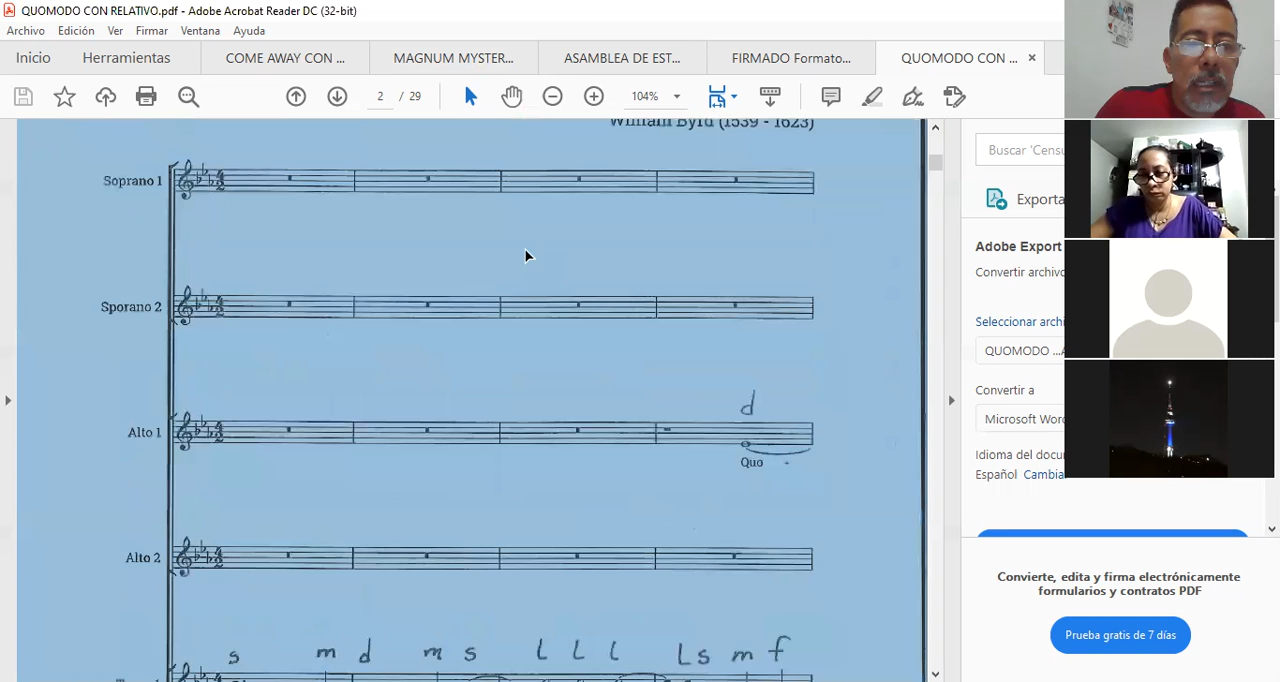 QUOMODO CON RELATIVO.pdf - Adobe Acrobat Reader DC (32-bit)
Archivo Edición Ver Firmar Ventana Ayuda
Inicio Herramientas COME AWAY CON ... MAGNUM MYSTER... ASAMBLEA DE EST... FIRMADO Formato... QUOMODO CON ... ×
2 / 29 104%
William Byrd (1539 - 1623)
Buscar 'Censu
Soprano 1
Exporta
Adobe Export
Convertir archivo
Sporano 2
Seleccionar archi
QUOMODO ...A
Convertir a
d
Microsoft Word
Alto 1
Quo -
Idioma del docu
Español Cambia
Alto 2
Convierte, edita y firma electrónicamente
formularios y contratos PDF
Prueba gratis de 7 días
s m d m s l l l l s m f